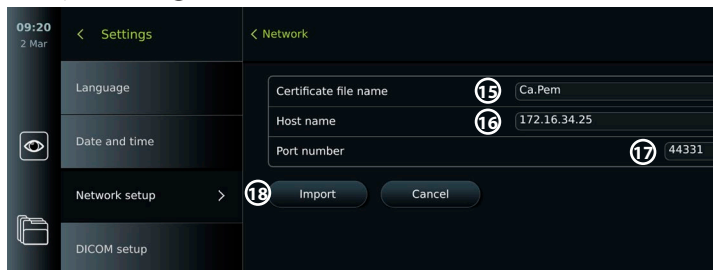 09:20
2 Mar
Settings
Network
Language
Date and time
Network setup
DICOM setup
Certificate file name
15
Ca.Pem
Host name
16
172.16.34.25
Port number
17
44331
18
Import
Cancel